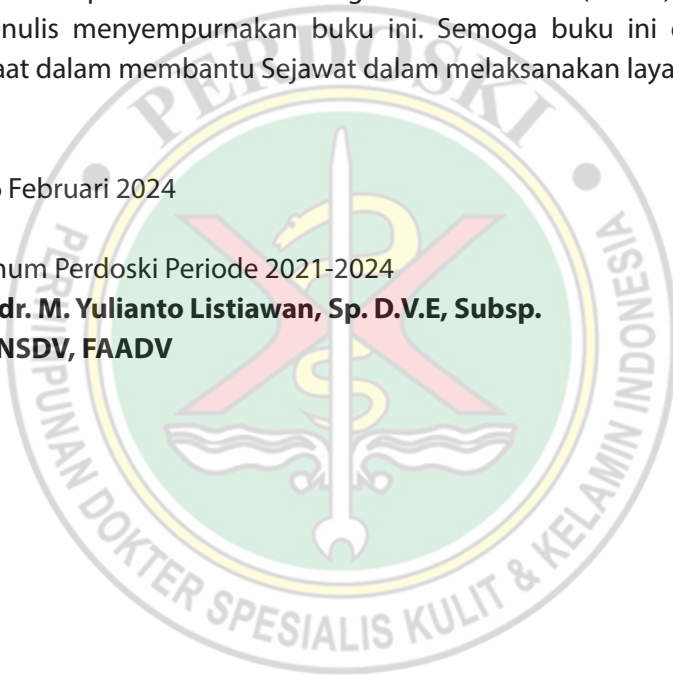 enulis menyempurnakan buku ini. Semoga buku ini
aat dalam membantu Sejawat dalam melaksanakan laya
Februari 2024
num Perdoski Periode 2021-2024
dr. M. Yulianto Listiawan, Sp. D.V.E, Subsp.
NSDV, FAADV
PERDOSKI
PERHIMPUNAN DOKTER SPESIALIS KULIT & KELAMIN INDONESIA